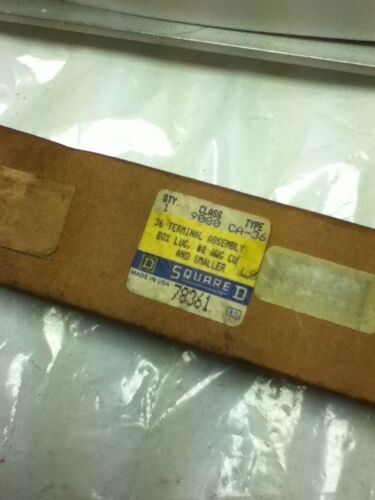 QTY. CLASS TYPE
1 9080 CA-36
36 TERMINAL ASSEMBLY
BOX LUG, #8 AWG CU
AND SMALLER
SQUARE D
MADE IN USA
78361